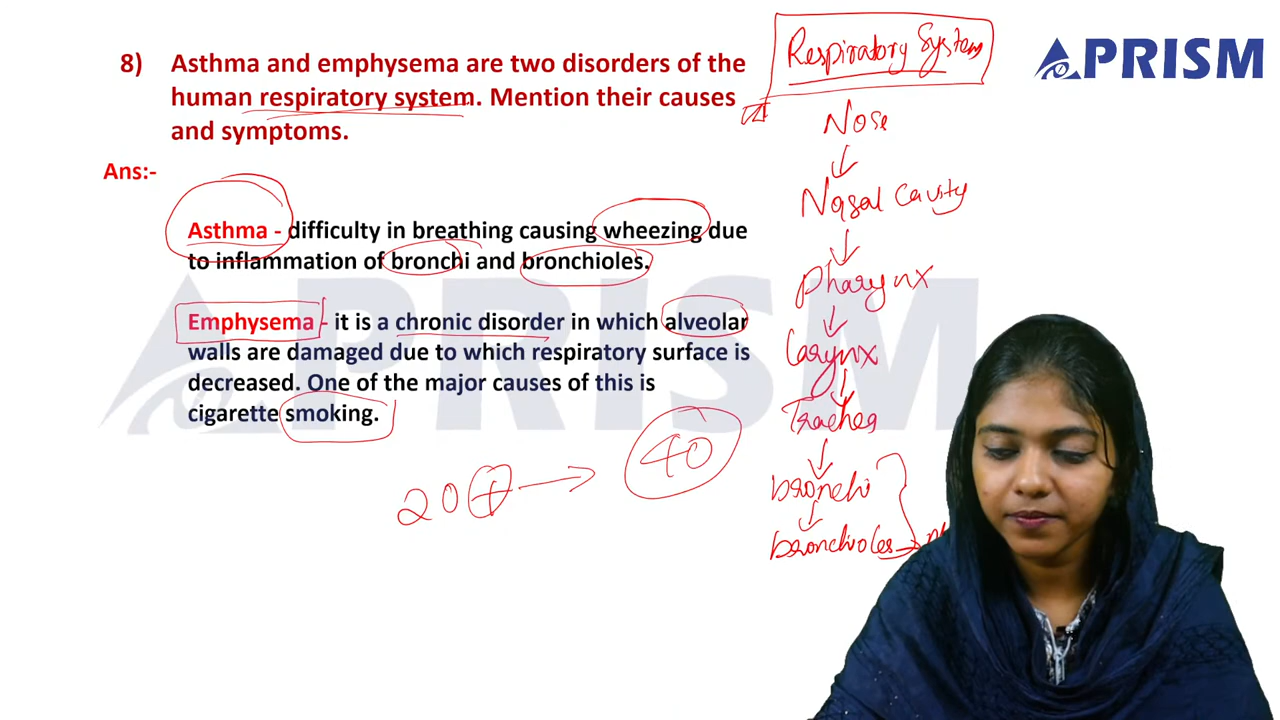 8) Asthma and emphysema are two disorders of the
human respiratory system. Mention their causes
and symptoms.
Ans:-
Asthma - difficulty in breathing causing wheezing due
to inflammation of bronchi and bronchioles.
Emphysema - it is a chronic disorder in which alveolar
walls are damaged due to which respiratory surface is
decreased. One of the major causes of this is
cigarette smoking.
20+ → 40
Respiratory System
Nose
↓
Nasal Cavity
↓
Pharynx
↓
Larynx
↓
Trachea
↓
bronchi
↓
bronchioles →
PRISM
PRISM